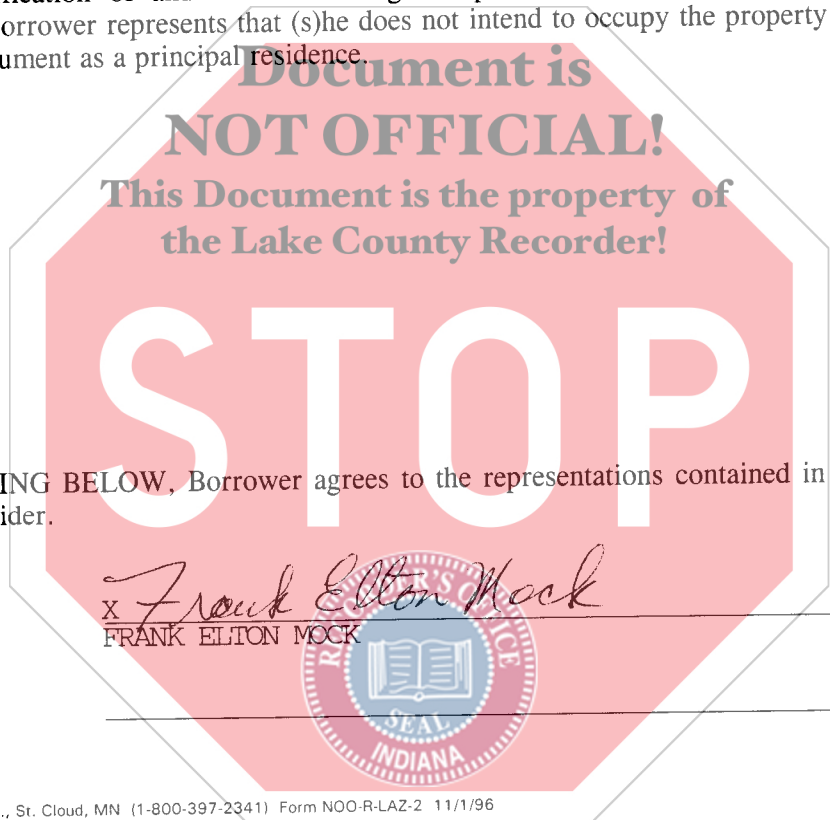 orrower represents that (s)he does not intend to occupy the property
ument as a principal residence.
Document is
NOT OFFICIAL!
This Document is the property of
the Lake County Recorder!
STOP
ING BELOW, Borrower agrees to the representations contained in
ider.
X Frank Elton Mock
FRANK ELTON MOCK
RECORDER'S OFFICE
SEAL
INDIANA
., St. Cloud, MN (1-800-397-2341) Form NOO-R-LAZ-2 11/1/96